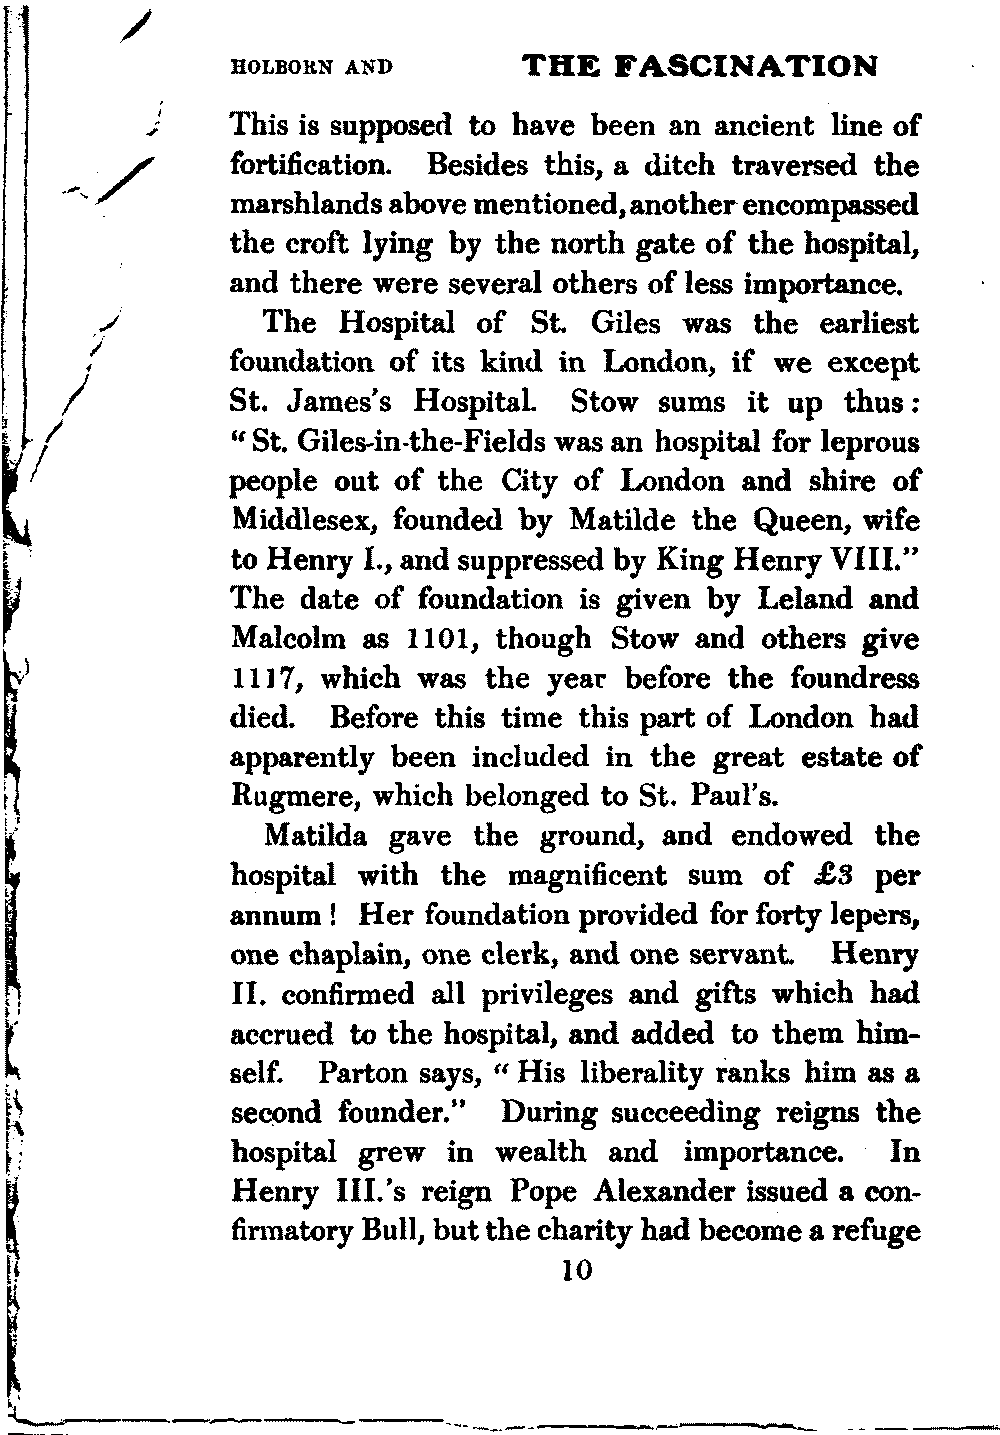 HOLBORN AND THE FASCINATION
This is supposed to have been an ancient line of
fortification. Besides this, a ditch traversed the
marshlands above mentioned, another encompassed
the croft lying by the north gate of the hospital,
and there were several others of less importance.
The Hospital of St. Giles was the earliest
foundation of its kind in London, if we except
St. James's Hospital. Stow sums it up thus:
"St. Giles-in-the-Fields was an hospital for leprous
people out of the City of London and shire of
Middlesex, founded by Matilde the Queen, wife
to Henry I., and suppressed by King Henry VIII."
The date of foundation is given by Leland and
Malcolm as 1101, though Stow and others give
1117, which was the year before the foundress
died. Before this time this part of London had
apparently been included in the great estate of
Rugmere, which belonged to St. Paul's.
Matilda gave the ground, and endowed the
hospital with the magnificent sum of £3 per
annum! Her foundation provided for forty lepers,
one chaplain, one clerk, and one servant. Henry
II. confirmed all privileges and gifts which had
accrued to the hospital, and added to them him-
self. Parton says, "His liberality ranks him as a
second founder." During succeeding reigns the
hospital grew in wealth and importance. In
Henry III.'s reign Pope Alexander issued a con-
firmatory Bull, but the charity had become a refuge
10